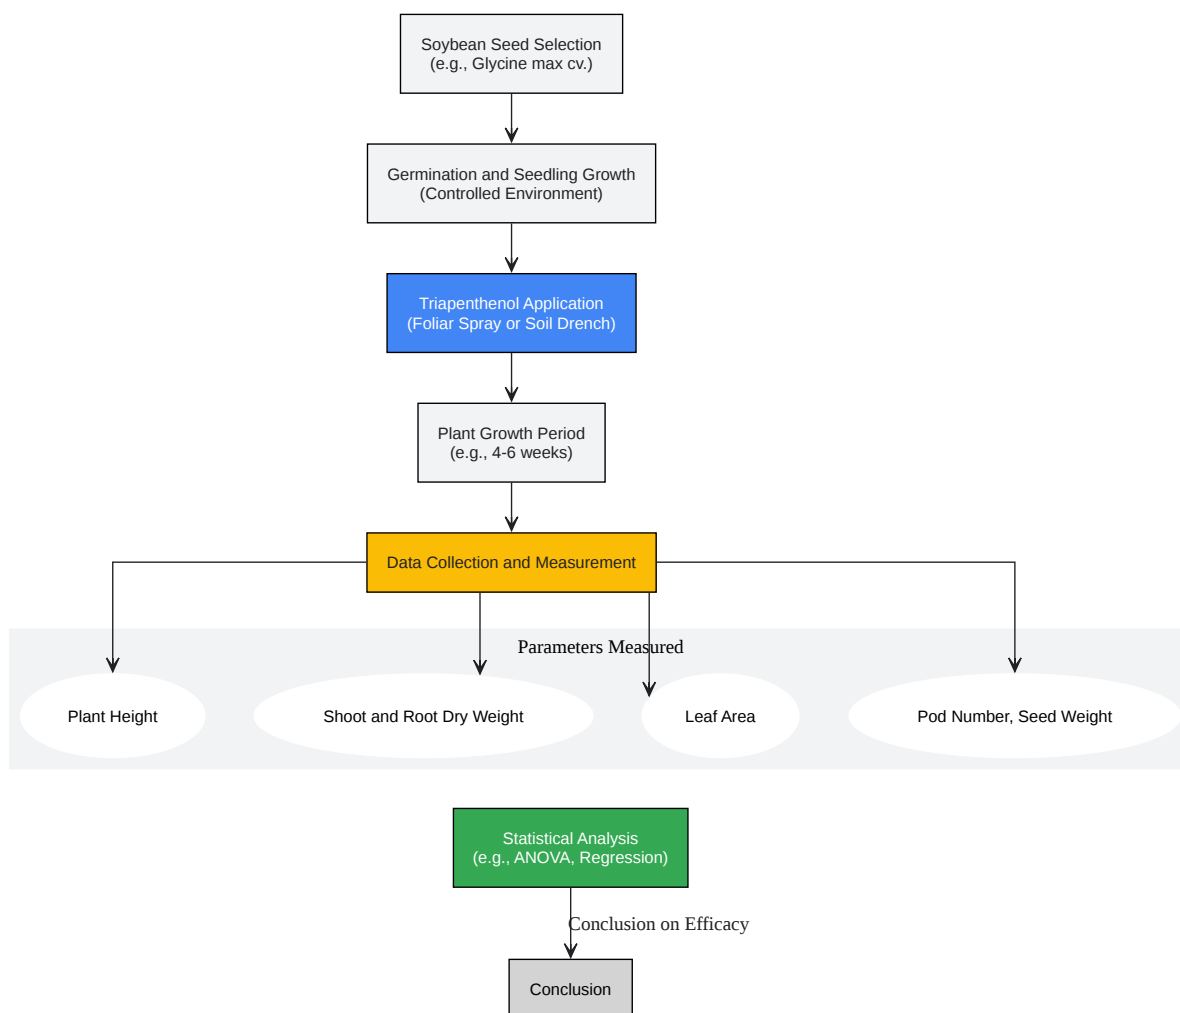 Soybean Seed Selection
(e.g., Glycine max cv.)
Germination and Seedling Growth
(Controlled Environment)
Triapenthenol Application
(Foliar Spray or Soil Drench)
Plant Growth Period
(e.g., 4-6 weeks)
Data Collection and Measurement
Parameters Measured
Plant Height
Shoot and Root Dry Weight
Leaf Area
Pod Number, Seed Weight
Statistical Analysis
(e.g., ANOVA, Regression)
Conclusion on Efficacy
Conclusion